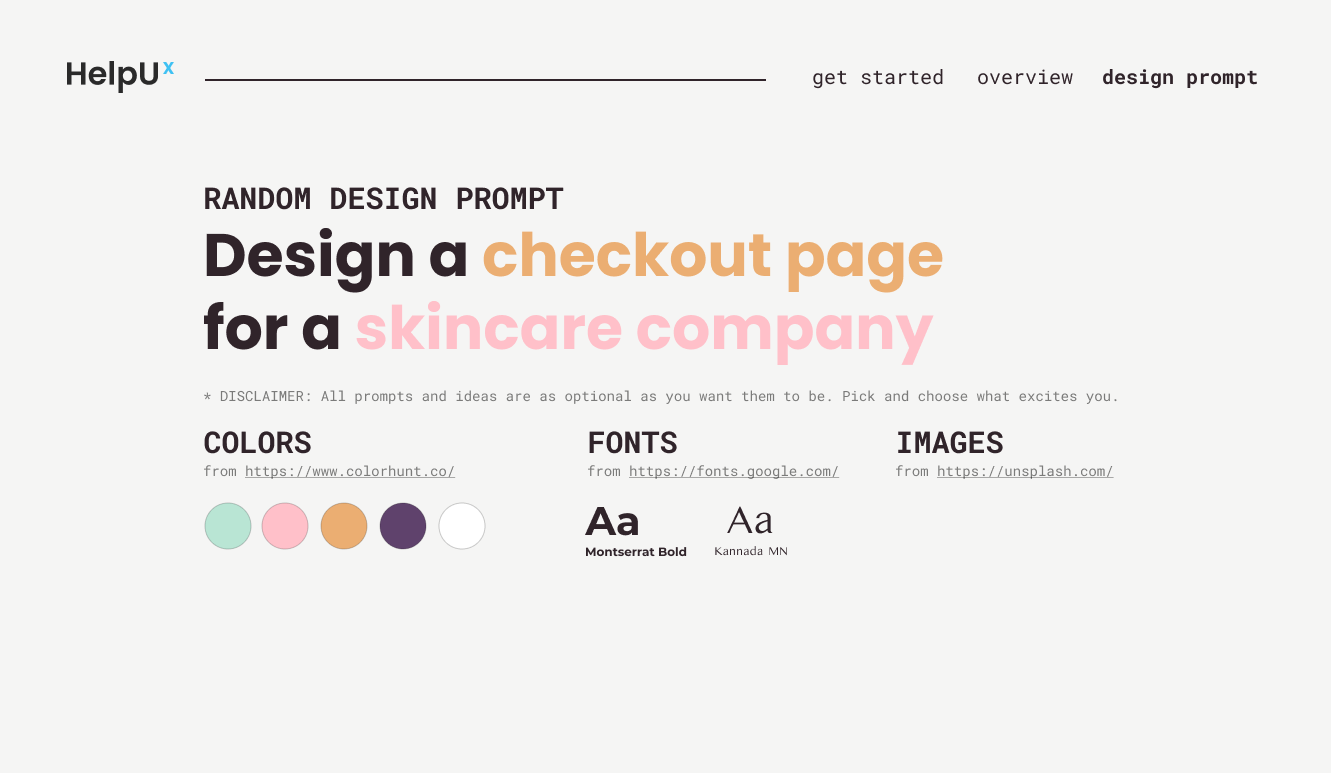 HelpUx
get started overview design prompt
RANDOM DESIGN PROMPT
Design a checkout page
for a skincare company
* DISCLAIMER: All prompts and ideas are as optional as you want them to be. Pick and choose what excites you.
COLORS
from https://www.colorhunt.co/
FONTS
from https://fonts.google.com/
Aa
Montserrat Bold
Aa
Kannada MN
IMAGES
from https://unsplash.com/